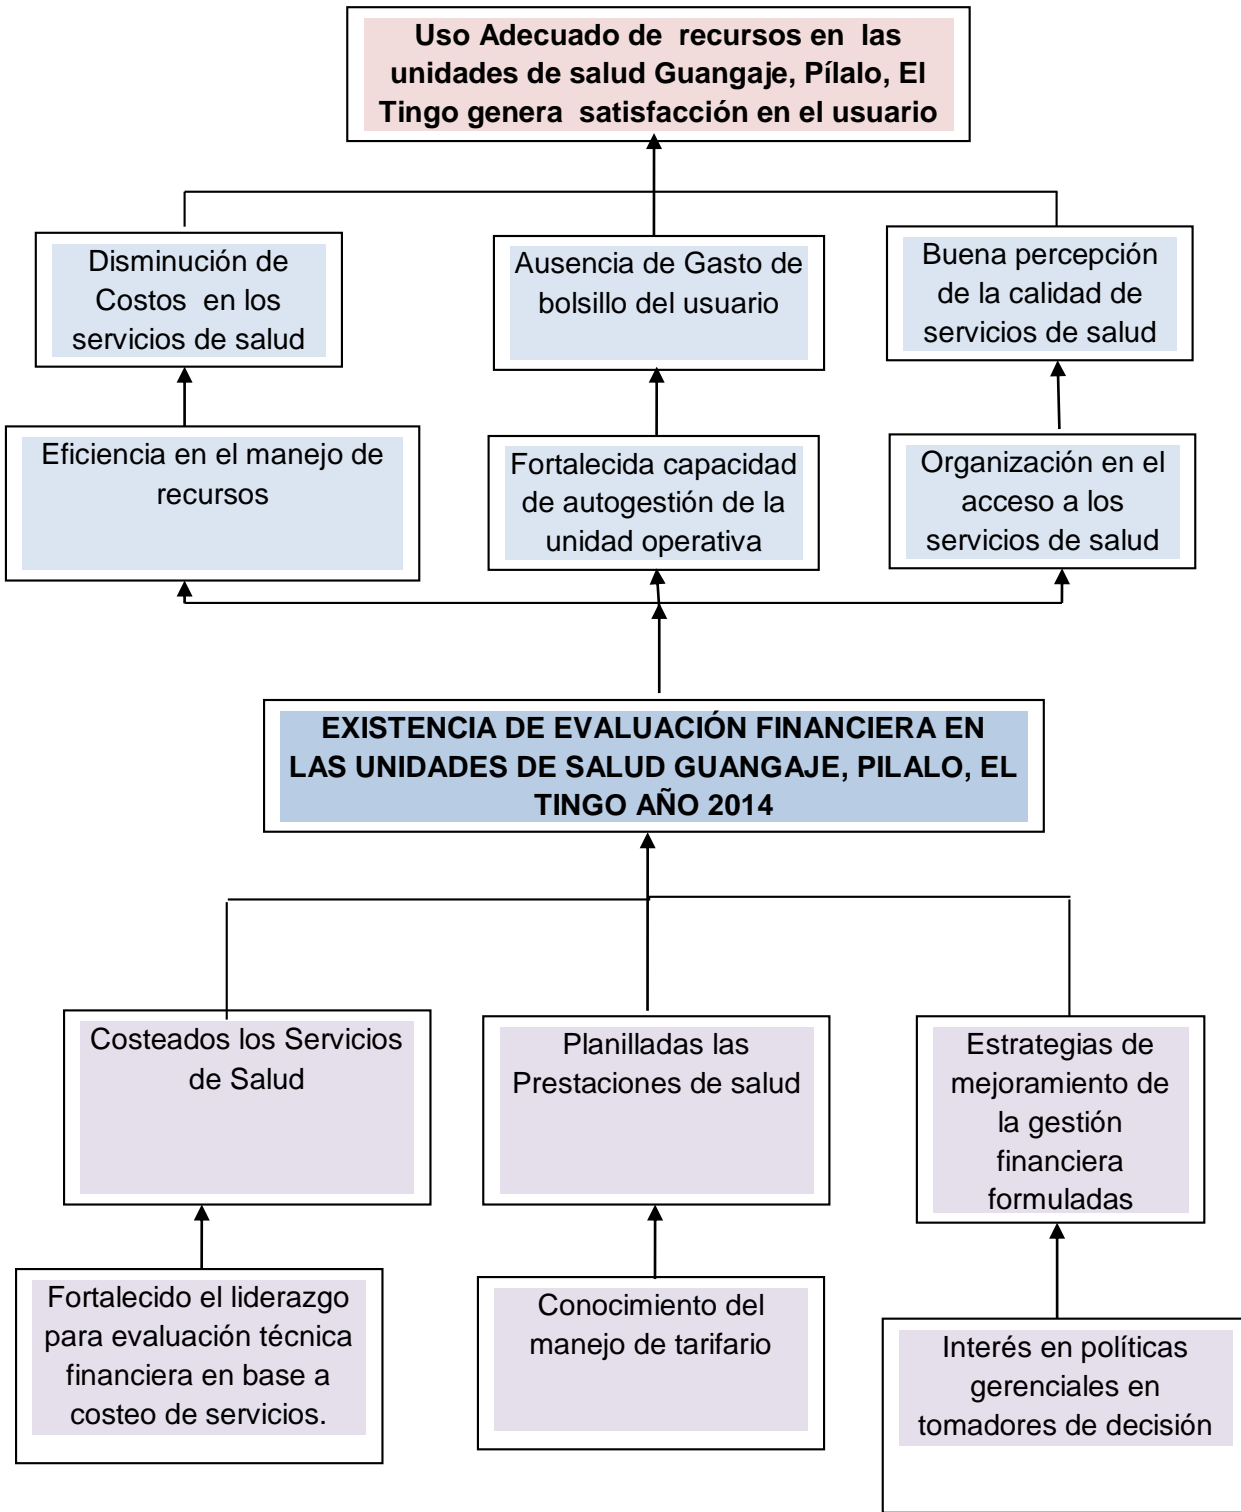 Uso Adecuado de recursos en las
unidades de salud Guangaje, Pílalo, El
Tingo genera satisfacción en el usuario
Disminución de
Costos en los
servicios de salud
Ausencia de Gasto de
bolsillo del usuario
Buena percepción
de la calidad de
servicios de salud
Eficiencia en el manejo de
recursos
Fortalecida capacidad
de autogestión de la
unidad operativa
Organización en el
acceso a los
servicios de salud
EXISTENCIA DE EVALUACIÓN FINANCIERA EN
LAS UNIDADES DE SALUD GUANGAJE, PILALO, EL
TINGO AÑO 2014
Costeados los Servicios
de Salud
Planilladas las
Prestaciones de salud
Estrategias de
mejoramiento de
la gestión
financiera
formuladas
Fortalecido el liderazgo
para evaluación técnica
financiera en base a
costeo de servicios.
Conocimiento del
manejo de tarifario
Interés en políticas
gerenciales en
tomadores de decisión